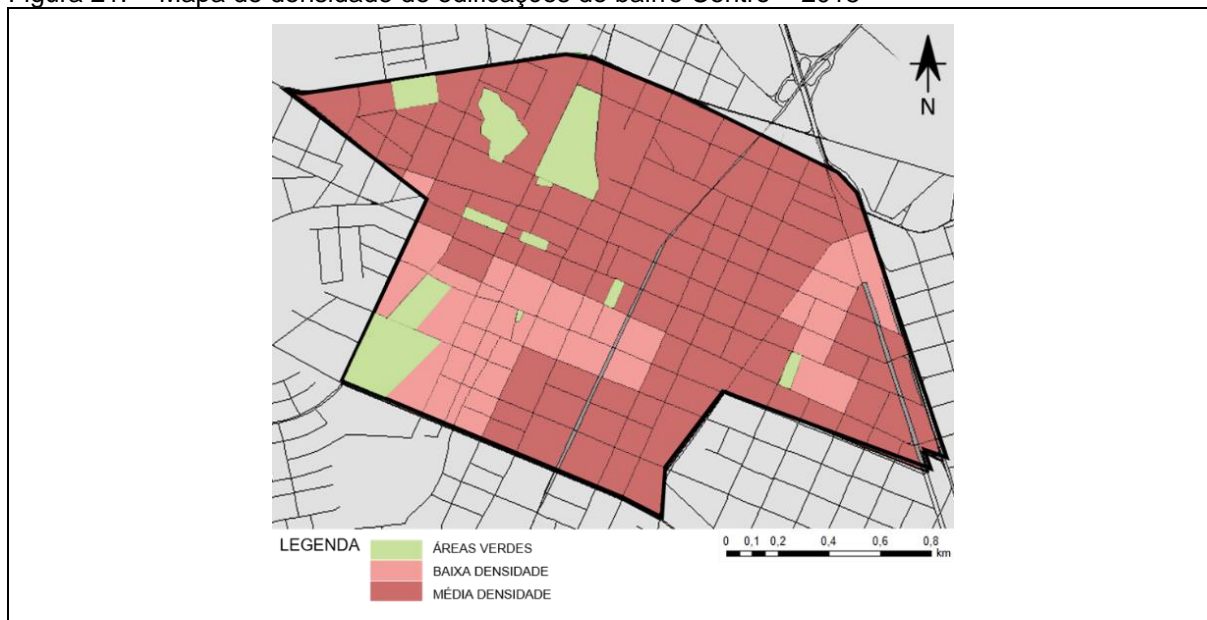 N
LEGENDA
ÁREAS VERDES
BAIXA DENSIDADE
MÉDIA DENSIDADE
0 0,1 0,2 0,4 0,6 0,8
km